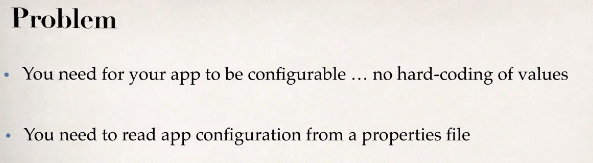 Problem
• You need for your app to be configurable … no hard-coding of values
• You need to read app configuration from a properties file